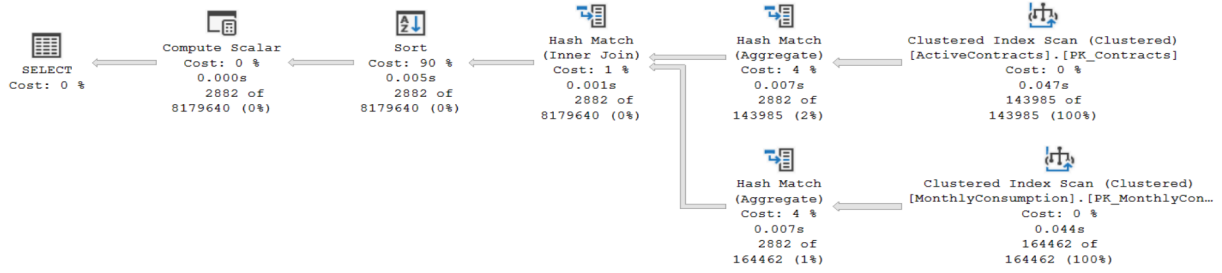 SELECT
Cost: 0 %
Compute Scalar
Cost: 0 %
0.000s
2882 of
8179640 (0%)
Sort
Cost: 90 %
0.005s
2882 of
8179640 (0%)
Hash Match
(Inner Join)
Cost: 1 %
0.001s
2882 of
8179640 (0%)
Hash Match
(Aggregate)
Cost: 4 %
0.007s
2882 of
143985 (2%)
Clustered Index Scan (Clustered)
[ActiveContracts].[PK_Contracts]
Cost: 0 %
0.047s
143985 of
143985 (100%)
Hash Match
(Aggregate)
Cost: 4 %
0.007s
2882 of
164462 (1%)
Clustered Index Scan (Clustered)
[MonthlyConsumption].[PK_MonthlyCon…
Cost: 0 %
0.044s
164462 of
164462 (100%)